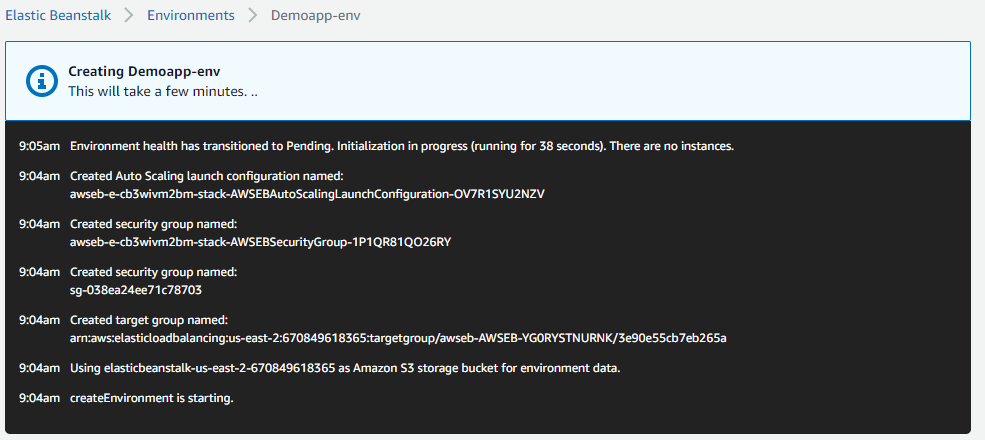 Elastic Beanstalk > Environments > Demoapp-env
Creating Demoapp-env
This will take a few minutes. ..
9:05am Environment health has transitioned to Pending. Initialization in progress (running for 38 seconds). There are no instances.
9:04am Created Auto Scaling launch configuration named:
awseb-e-cb3wivm2bm-stack-AWSEBAutoScalingLaunchConfiguration-OV7R1SYU2NZV
9:04am Created security group named:
awseb-e-cb3wivm2bm-stack-AWSEBSecurityGroup-1P1QR81QO26RY
9:04am Created security group named:
sg-038ea24ee71c78703
9:04am Created target group named:
arn:aws:elasticloadbalancing:us-east-2:670849618365:targetgroup/awseb-AWSEB-YG0RYSTNURNK/3e90e55cb7eb265a
9:04am Using elasticbeanstalk-us-east-2-670849618365 as Amazon S3 storage bucket for environment data.
9:04am createEnvironment is starting.